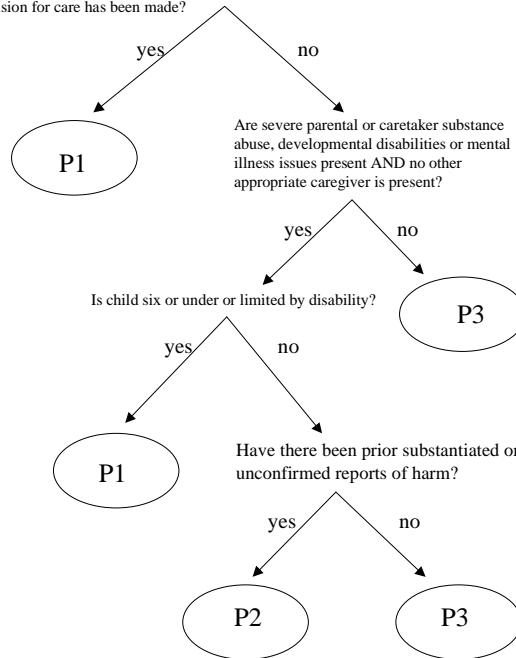 for care has been made?
yes
no
P1
Are severe parental or caretaker substance
abuse, developmental disabilities or mental
illness issues present AND no other
appropriate caregiver is present?
yes
no
Is child six or under or limited by disability?
P3
yes
no
P1
Have there been prior substantiated or
unconfirmed reports of harm?
yes
no
P2
P3